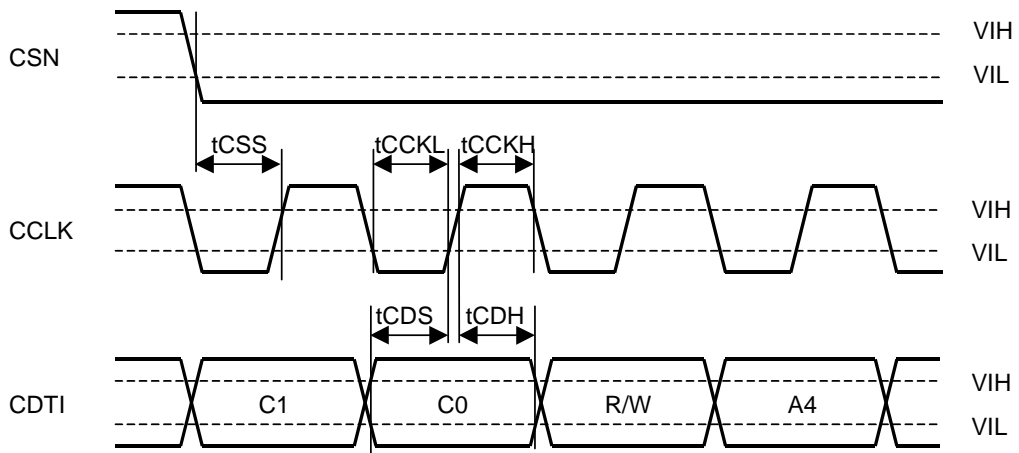 CSN
VIH
VIL
tCSS
tCCKL
tCCKH
CCLK
VIH
VIL
tCDS
tCDH
CDTI
C1
C0
R/W
A4
VIH
VIL